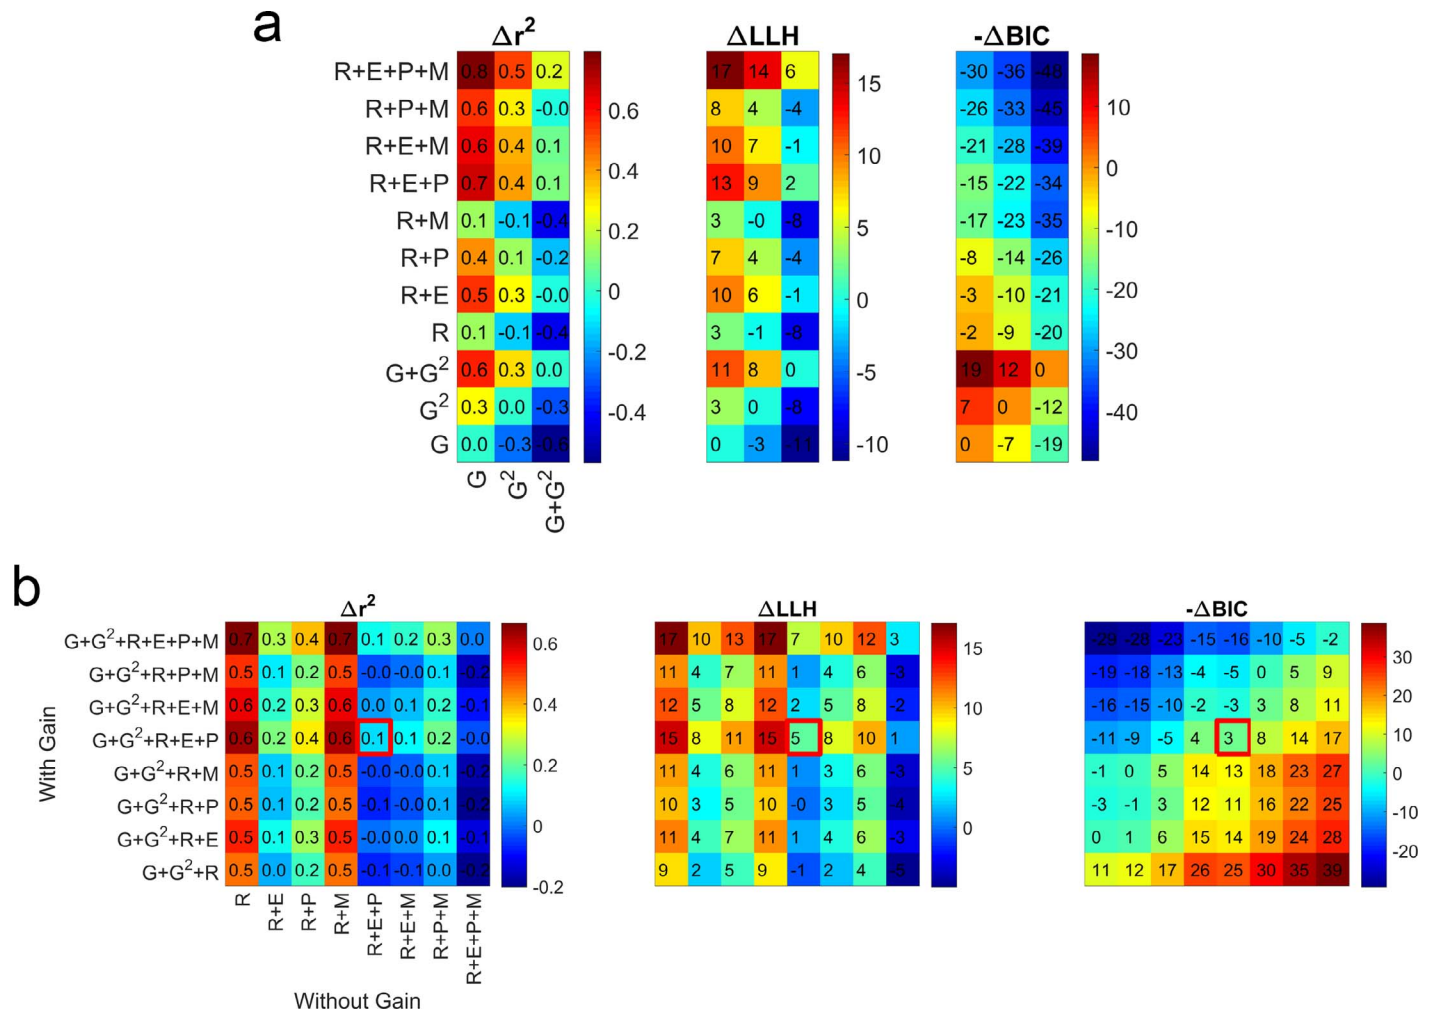 a
Δr²
ΔLLH
-ΔBIC
R+E+P+M 0.8 0.5 0.2 17 14 6 -30 -36 -48
R+P+M 0.6 0.3 -0.0 8 4 -4 -26 -33 -45
R+E+M 0.6 0.4 0.1 10 7 -1 -21 -28 -39
R+E+P 0.7 0.4 0.1 13 9 2 -15 -22 -34
R+M 0.1 -0.1 -0.4 3 -0 -8 -17 -23 -35
R+P 0.4 0.1 -0.2 7 4 -4 -8 -14 -26
R+E 0.5 0.3 -0.0 10 6 -1 -3 -10 -21
R 0.1 -0.1 -0.4 3 -1 -8 -2 -9 -20
G+G² 0.6 0.3 0.0 11 8 0 19 12 0
G² 0.3 0.0 -0.3 3 0 -8 7 0 -12
G 0.0 -0.3 -0.6 0 -3 -11 0 -7 -19
G G² G+G²
0.6
0.4
0.2
0
-0.2
-0.4
15
10
5
0
-5
-10
10
0
-10
-20
-30
-40
b
Δr²
ΔLLH
-ΔBIC
With Gain
G+G²+R+E+P+M 0.7 0.3 0.4 0.7 0.1 0.2 0.3 0.0 17 10 13 17 7 10 12 3 -29 -28 -23 -15 -16 -10 -5 -2
G+G²+R+P+M 0.5 0.1 0.2 0.5 -0.0 -0.0 0.1 -0.2 11 4 7 11 1 4 6 -3 -19 -18 -13 -4 -5 0 5 9
G+G²+R+E+M 0.6 0.2 0.3 0.6 0.0 0.1 0.2 -0.1 12 5 8 12 2 5 8 -2 -16 -15 -10 -2 -3 3 8 11
G+G²+R+E+P 0.6 0.2 0.4 0.6 0.1 0.1 0.2 -0.0 15 8 11 15 5 8 10 1 -11 -9 -5 4 3 8 14 17
G+G²+R+M 0.5 0.1 0.2 0.5 -0.0 -0.0 0.1 -0.2 11 4 6 11 1 3 6 -3 -1 0 5 14 13 18 23 27
G+G²+R+P 0.5 0.1 0.2 0.5 -0.1 -0.0 0.1 -0.2 10 3 5 10 -0 3 5 -4 -3 -1 3 12 11 16 22 25
G+G²+R+E 0.5 0.1 0.3 0.5 -0.0 0.0 0.1 -0.1 11 4 7 11 1 4 6 -3 0 1 6 15 14 19 24 28
G+G²+R 0.5 0.0 0.2 0.5 -0.1 -0.1 0.0 -0.2 9 2 5 9 -1 2 4 -5 11 12 17 26 25 30 35 39
R R+E R+P R+M R+E+P R+E+M R+P+M R+E+P+M
Without Gain
0.6
0.4
0.2
0
-0.2
15
10
5
0
30
20
10
0
-10
-20